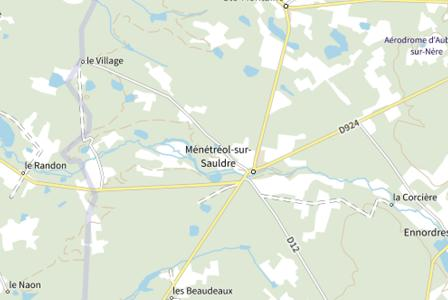 Aérodrome d'Aub
sur-Nère
le Village
D924
Ménétréol-sur-
Sauldre
le Randon
la Corcière
Ennordres
D12
le Naon
les Beaudeaux